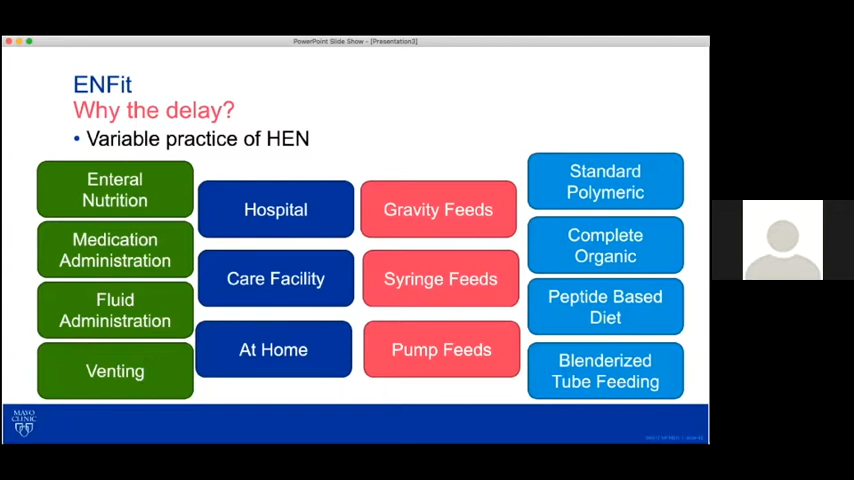 PowerPoint Slide Show - [Presentation3]
ENFit
Why the delay?
• Variable practice of HEN
Enteral
Nutrition
Medication
Administration
Fluid
Administration
Venting
Hospital
Care Facility
At Home
Gravity Feeds
Syringe Feeds
Pump Feeds
Standard
Polymeric
Complete
Organic
Peptide Based
Diet
Blenderized
Tube Feeding
MAYO
CLINIC